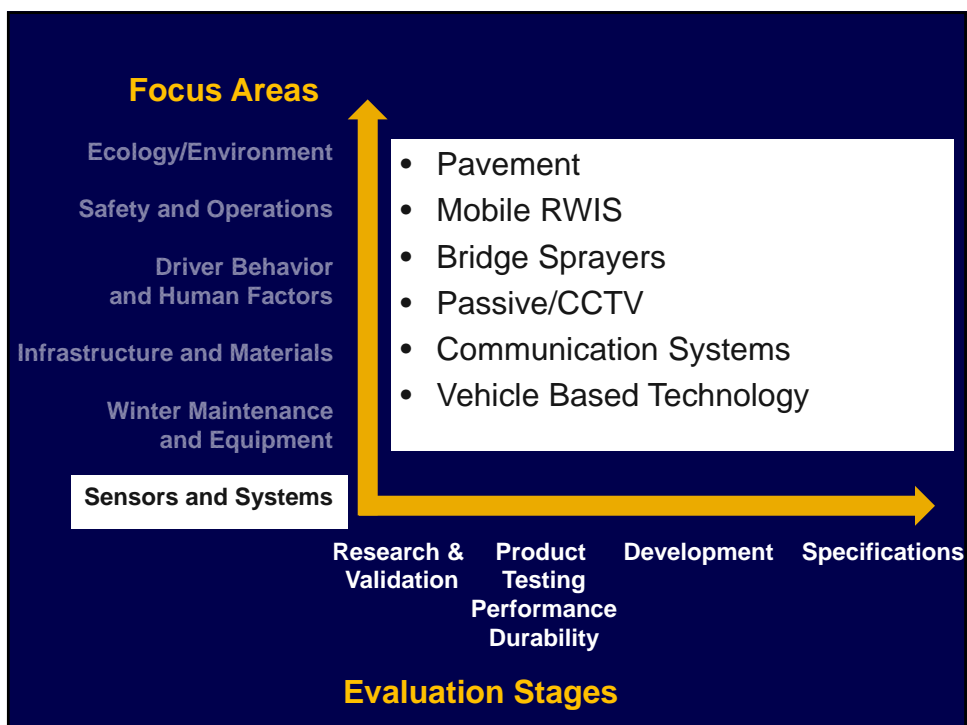 Focus Areas
Ecology/Environment
Safety and Operations
Driver Behavior
and Human Factors
Infrastructure and Materials
Winter Maintenance
and Equipment
Sensors and Systems
• Pavement
• Mobile RWIS
• Bridge Sprayers
• Passive/CCTV
• Communication Systems
• Vehicle Based Technology
Research &
Validation
Product
Testing
Performance
Durability
Development
Specifications
Evaluation Stages